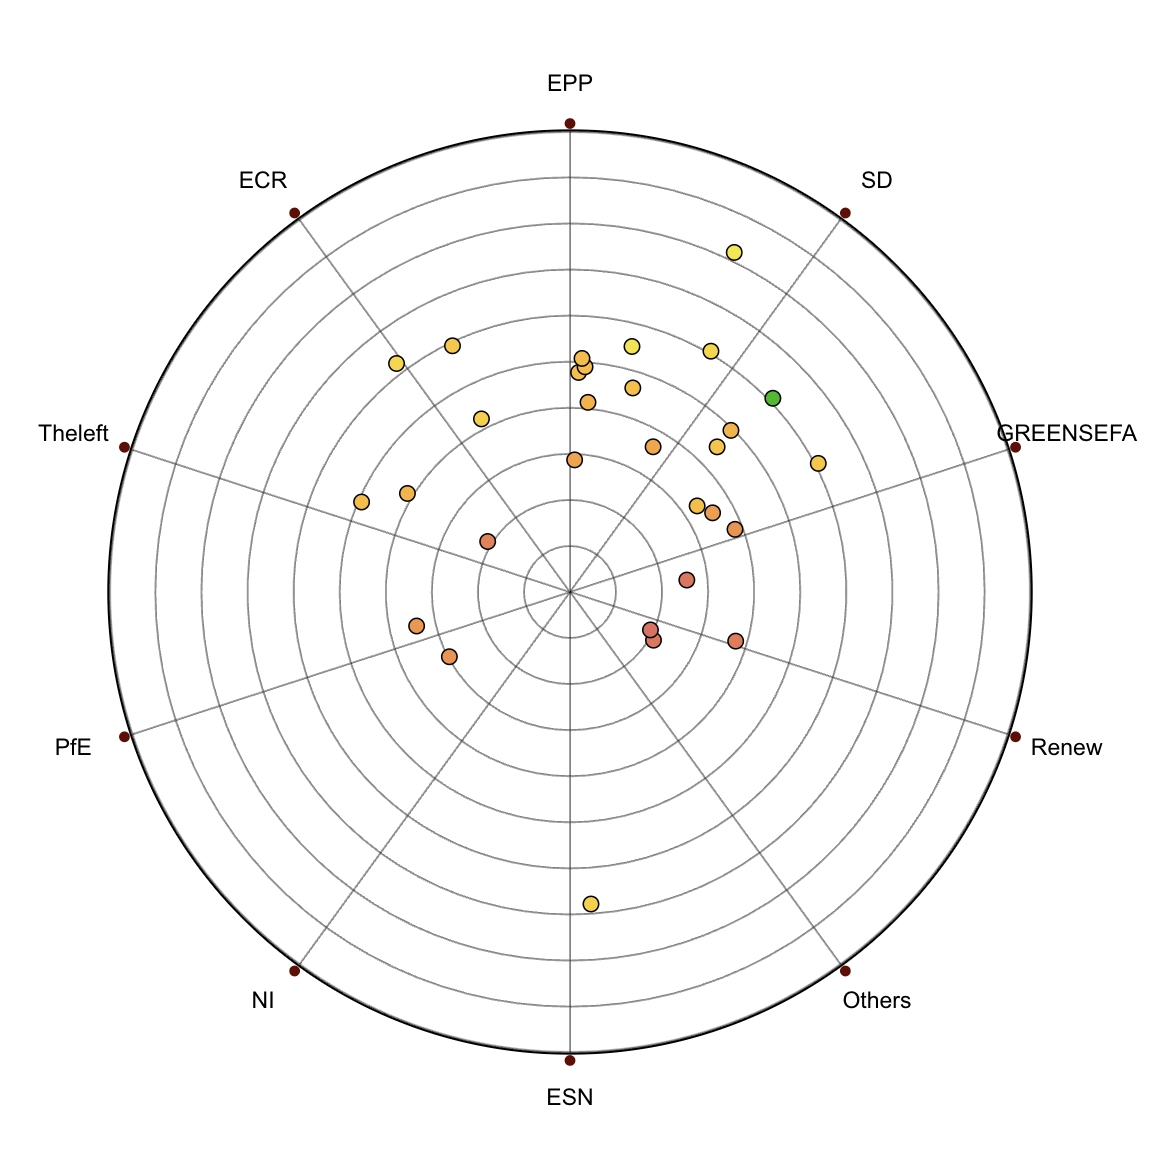 EPP
ECR
SD
Theleft
GREENSEFA
PfE
Renew
NI
Others
ESN